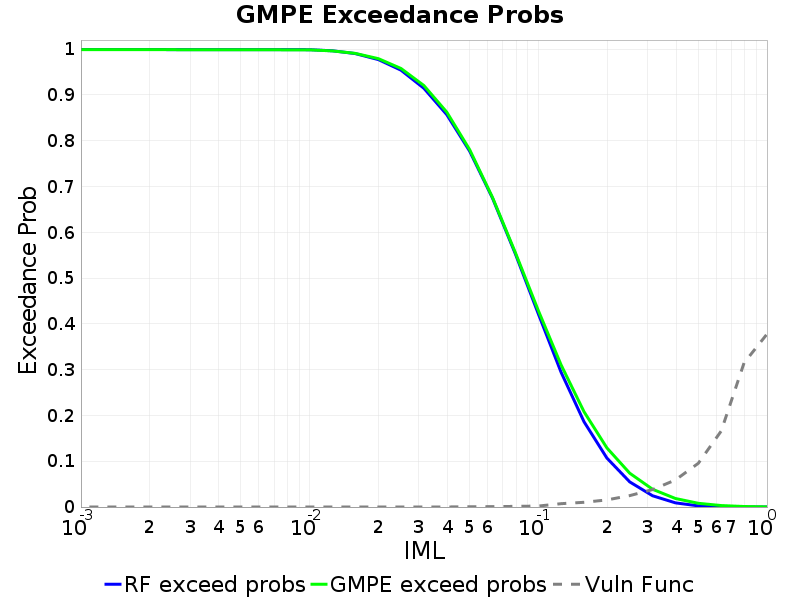 GMPE Exceedance Probs
Exceedance Prob
1
0.9
0.8
0.7
0.6
0.5
0.4
0.3
0.2
0.1
0
10^-3 2 3 4 5 6 10^-2 2 3 4 5 6 10^-1 2 3 4 5 6 7 10^0
IML
RF exceed probs GMPE exceed probs Vuln Func